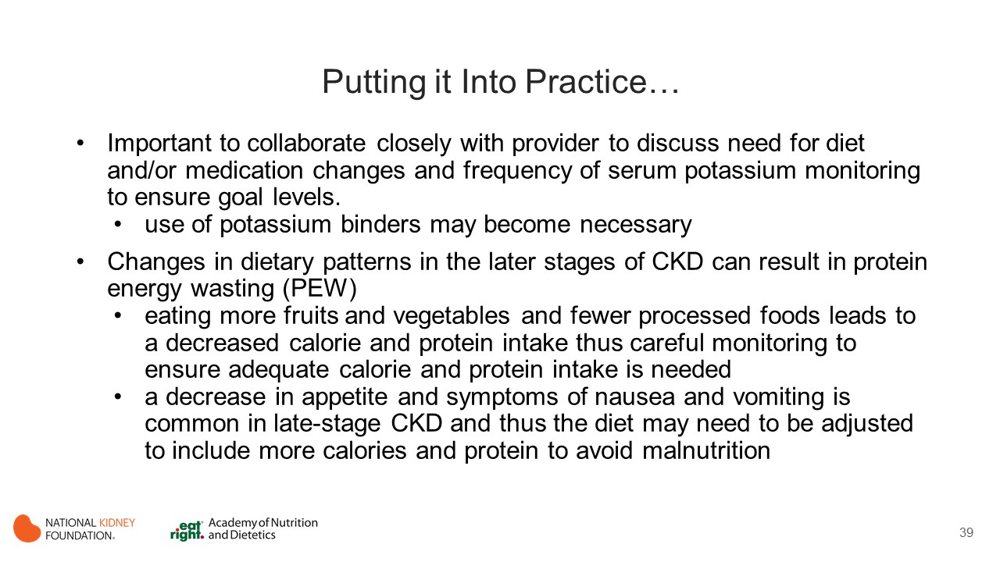 Putting it Into Practice…
• Important to collaborate closely with provider to discuss need for diet
and/or medication changes and frequency of serum potassium monitoring
to ensure goal levels.
• use of potassium binders may become necessary
• Changes in dietary patterns in the later stages of CKD can result in protein
energy wasting (PEW)
• eating more fruits and vegetables and fewer processed foods leads to
a decreased calorie and protein intake thus careful monitoring to
ensure adequate calorie and protein intake is needed
• a decrease in appetite and symptoms of nausea and vomiting is
common in late-stage CKD and thus the diet may need to be adjusted
to include more calories and protein to avoid malnutrition
NATIONAL KIDNEY
FOUNDATION®
eat
right.
Academy of Nutrition
and Dietetics
39